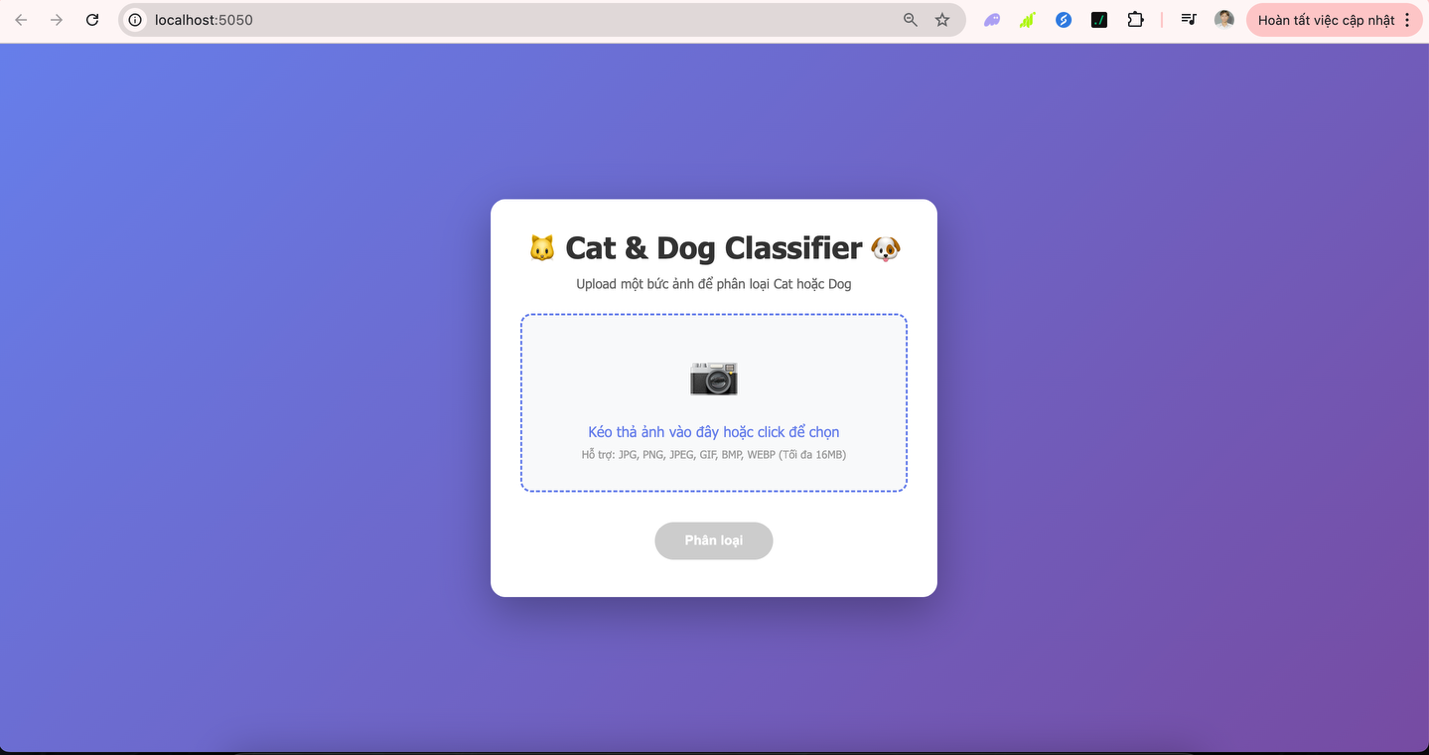 localhost:5050
Hoàn tất việc cập nhật
Cat & Dog Classifier
Upload một bức ảnh để phân loại Cat hoặc Dog
Kéo thả ảnh vào đây hoặc click để chọn
Hỗ trợ: JPG, PNG, JPEG, GIF, BMP, WEBP (Tối đa 16MB)
Phân loại